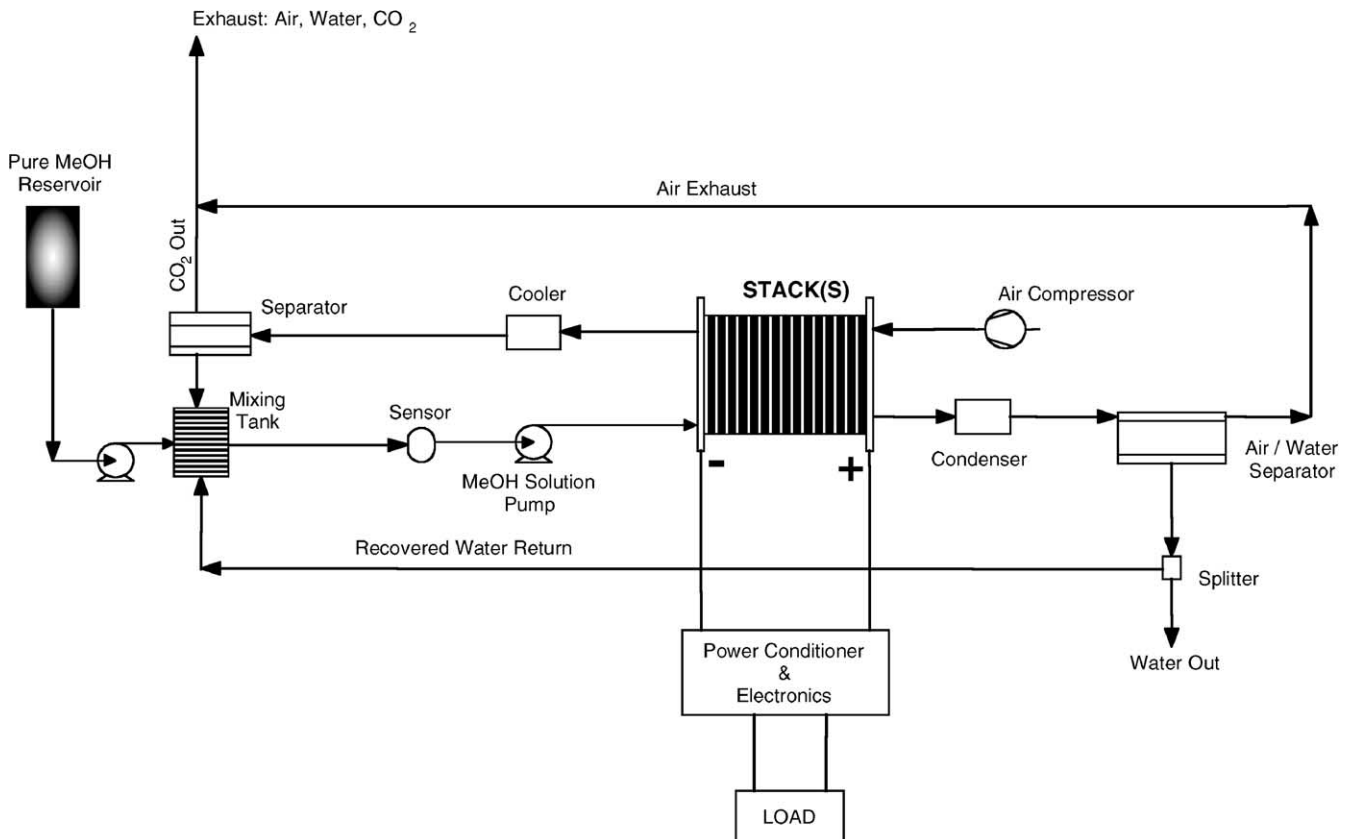 Exhaust: Air, Water, CO 2
Pure MeOH
Reservoir
Air Exhaust
CO2 Out
Separator
Cooler
STACK(S)
Air Compressor
Mixing
Tank
Sensor
MeOH Solution
Pump
-
+
Condenser
Air / Water
Separator
Recovered Water Return
Splitter
Water Out
Power Conditioner
&
Electronics
LOAD